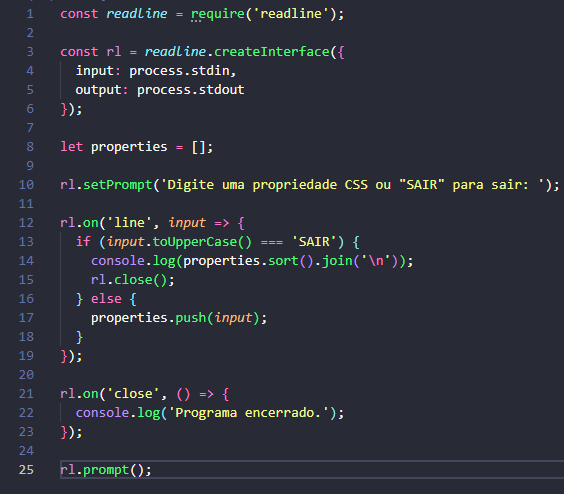 1 const readline = require('readline');
2
3 const rl = readline.createInterface({
4   input: process.stdin,
5   output: process.stdout
6 });
7
8 let properties = [];
9
10 rl.setPrompt('Digite uma propriedade CSS ou "SAIR" para sair: ');
11
12 rl.on('line', input => {
13   if (input.toUpperCase() === 'SAIR') {
14     console.log(properties.sort().join('\n'));
15     rl.close();
16   } else {
17     properties.push(input);
18   }
19 });
20
21 rl.on('close', () => {
22   console.log('Programa encerrado.');
23 });
24
25 rl.prompt();